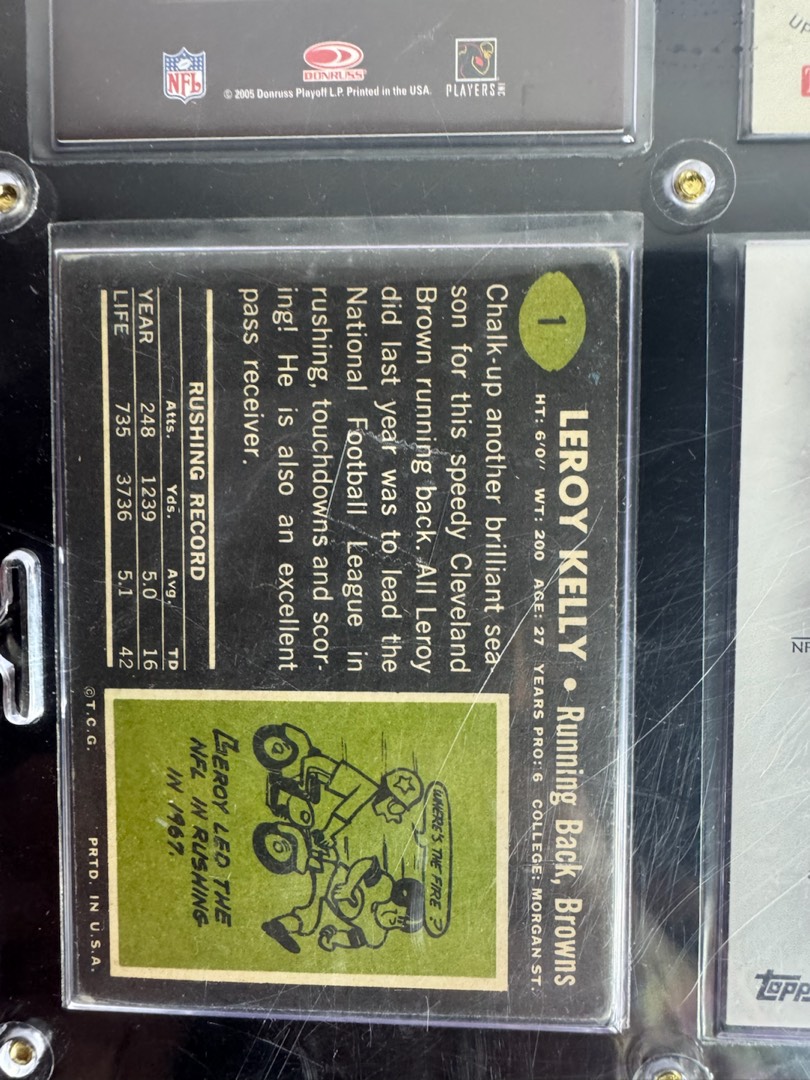 NFL
DONRUSS
© 2005 Donruss Playoff L.P. Printed in the USA.
PLAYERS INC
1
LEROY KELLY • Running Back, Browns
HT: 6'0" WT: 200 AGE: 27 YEARS PRO: 6 COLLEGE: MORGAN ST.
Chalk-up another brilliant sea
son for this speedy Cleveland
Brown running back. All Leroy
did last year was to lead the
National Football League in
rushing, touchdowns and scor-
ing! He is also an excellent
pass receiver.
RUSHING RECORD
Atts. Yds. Avg. TD
YEAR 248 1239 5.0 16
LIFE 735 3736 5.1 42
WHERE'S THE FIRE?
LEROY LED THE
NFL IN RUSHING
IN 1967.
© T.C.G. PRTD. IN U.S.A.